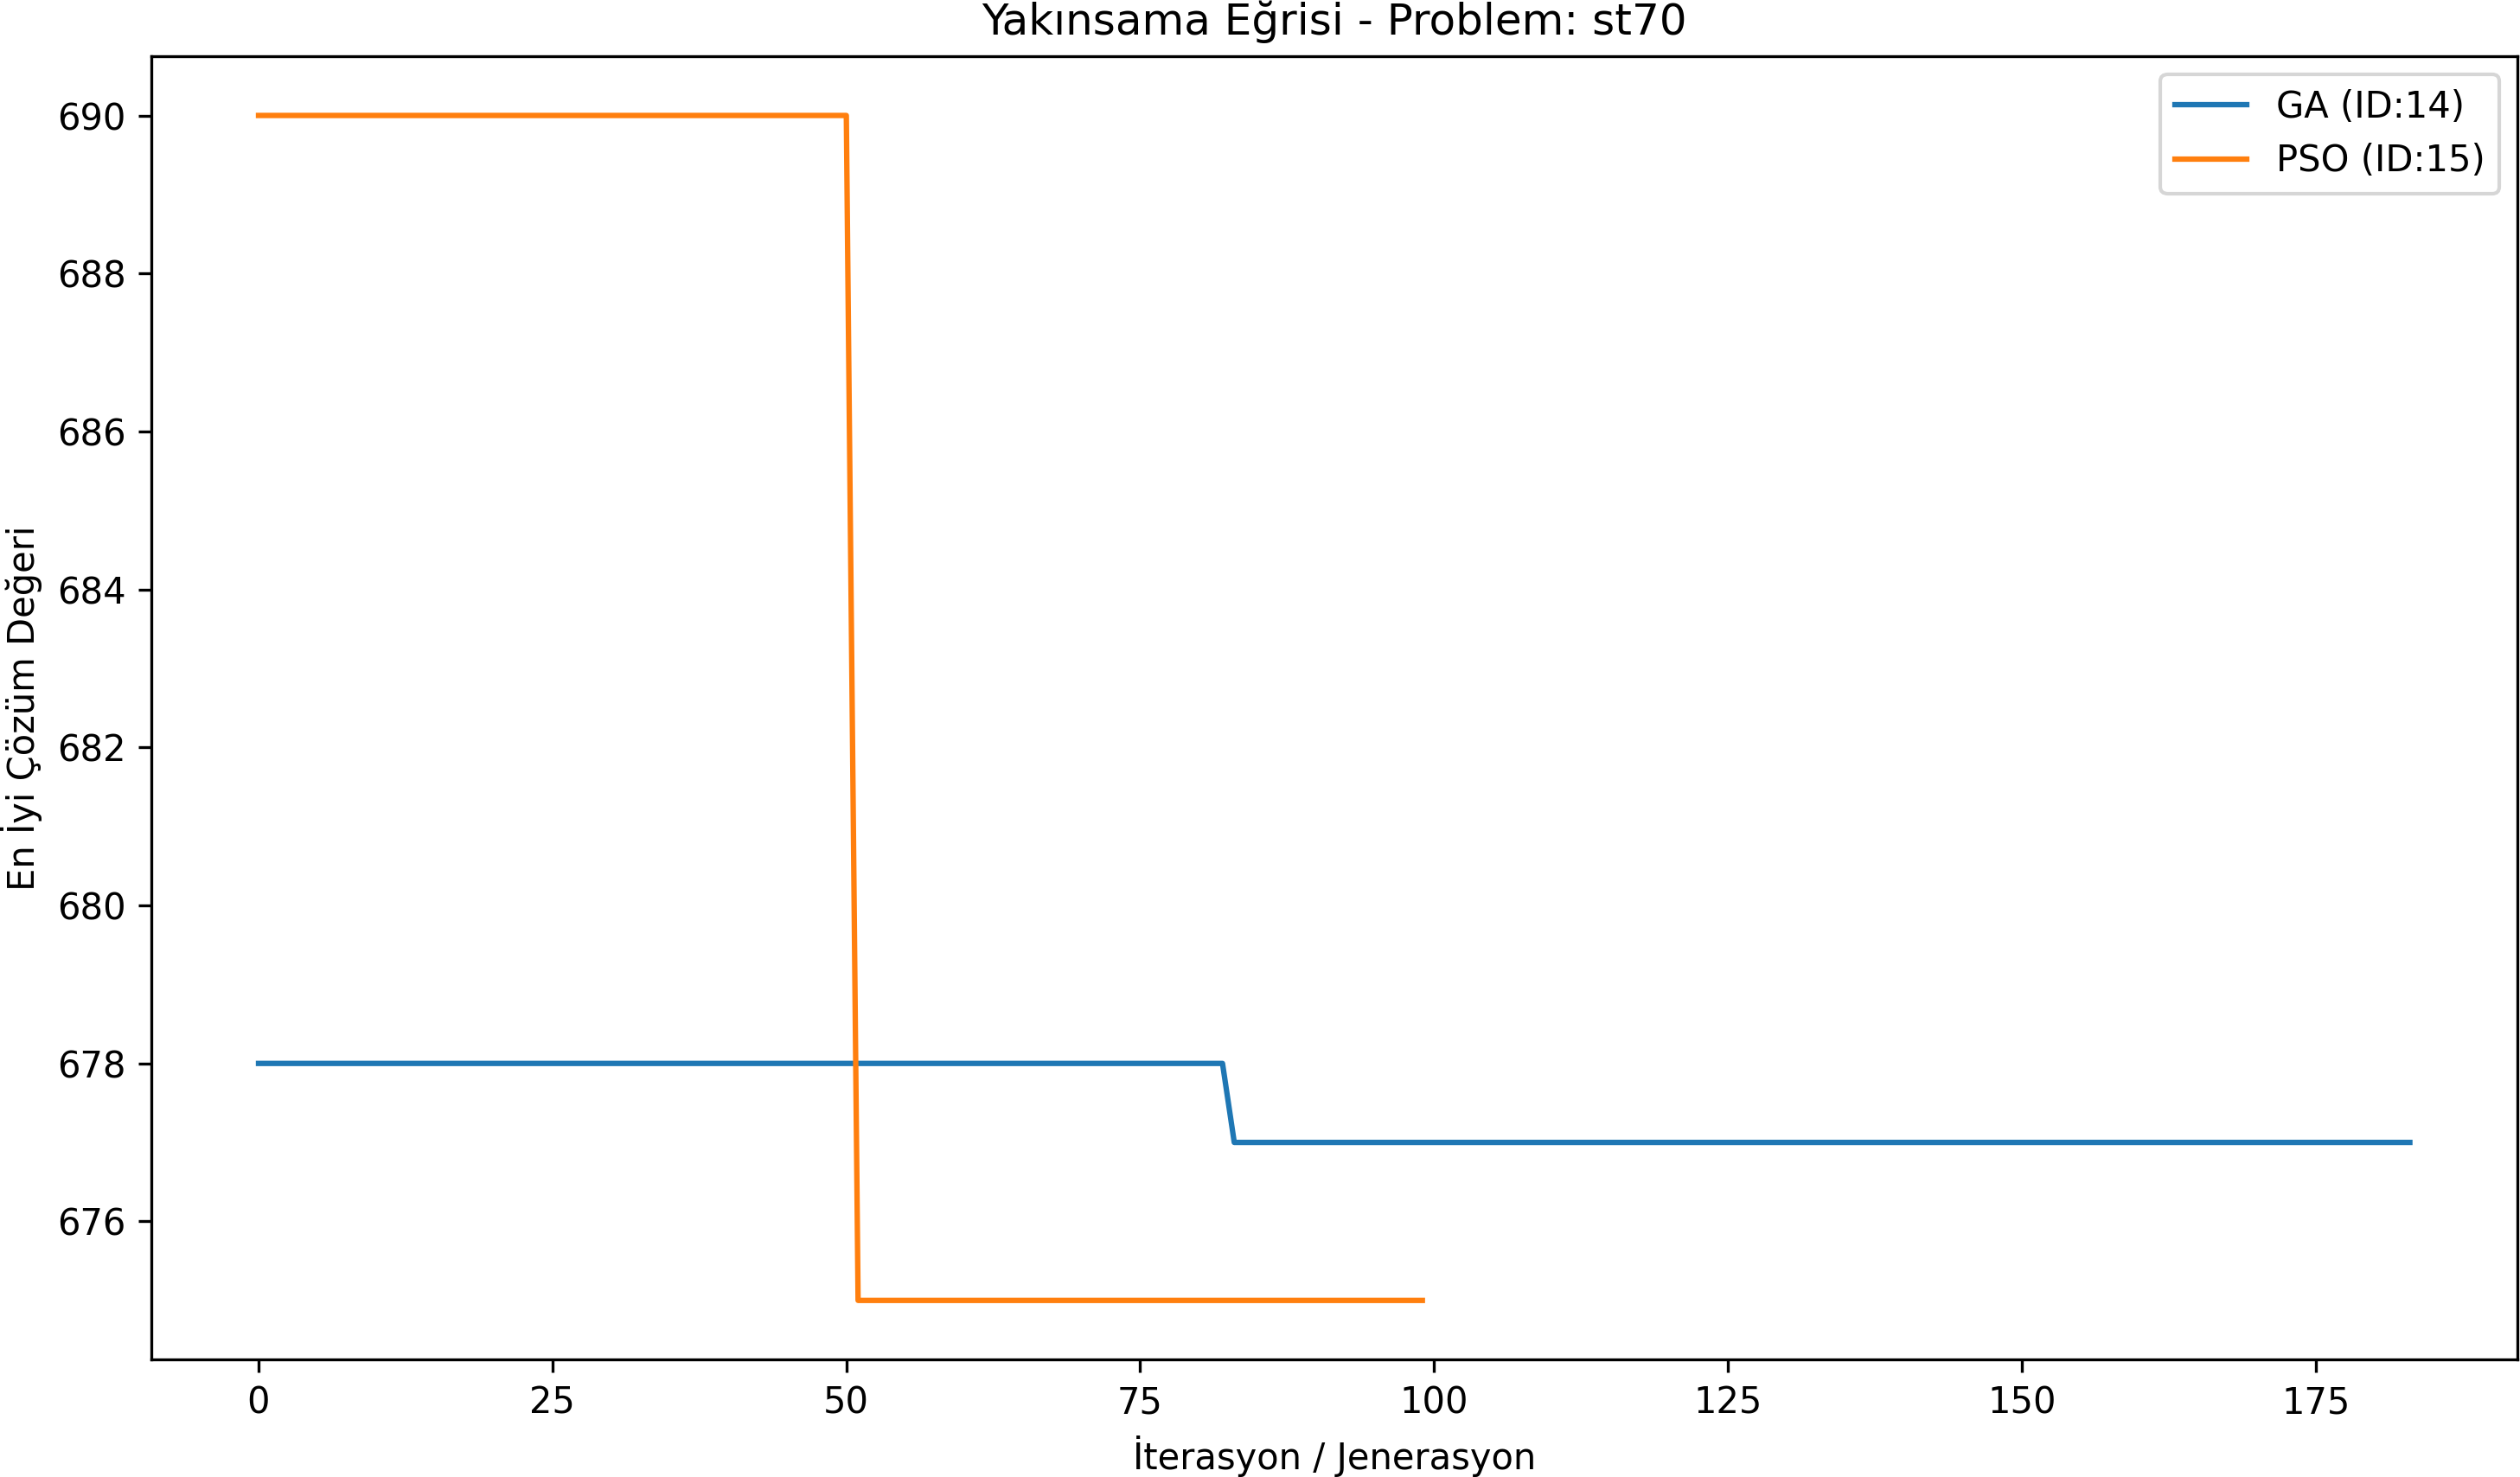 Yakınsama Eğrisi - Problem: st70
GA (ID:14)
PSO (ID:15)
En İyi Çözüm Değeri
690
688
686
684
682
680
678
676
0 25 50 75 100 125 150 175
İterasyon / Jenerasyon